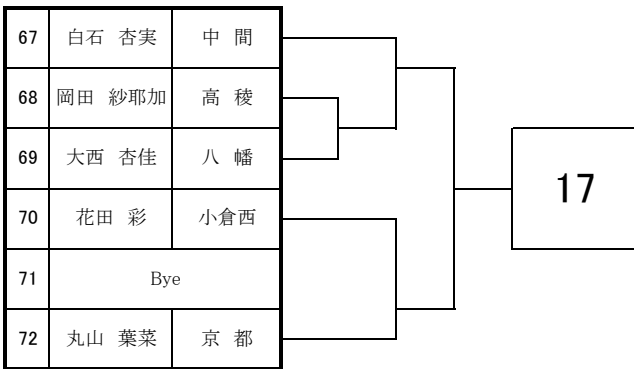 67 白石 杏実 中 間
68 岡田 紗耶加 高 稜
69 大西 杏佳 八 幡
70 花田 彩 小倉西
71 Bye
72 丸山 葉菜 京 都
17